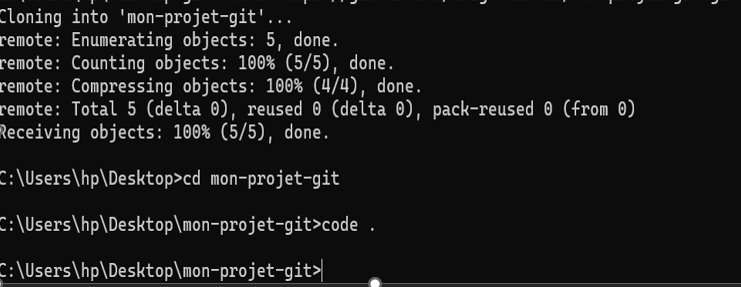 Cloning into 'mon-projet-git'...
remote: Enumerating objects: 5, done.
remote: Counting objects: 100% (5/5), done.
remote: Compressing objects: 100% (4/4), done.
remote: Total 5 (delta 0), reused 0 (delta 0), pack-reused 0 (from 0)
Receiving objects: 100% (5/5), done.
C:\Users\hp\Desktop>cd mon-projet-git
C:\Users\hp\Desktop\mon-projet-git>code .
C:\Users\hp\Desktop\mon-projet-git>